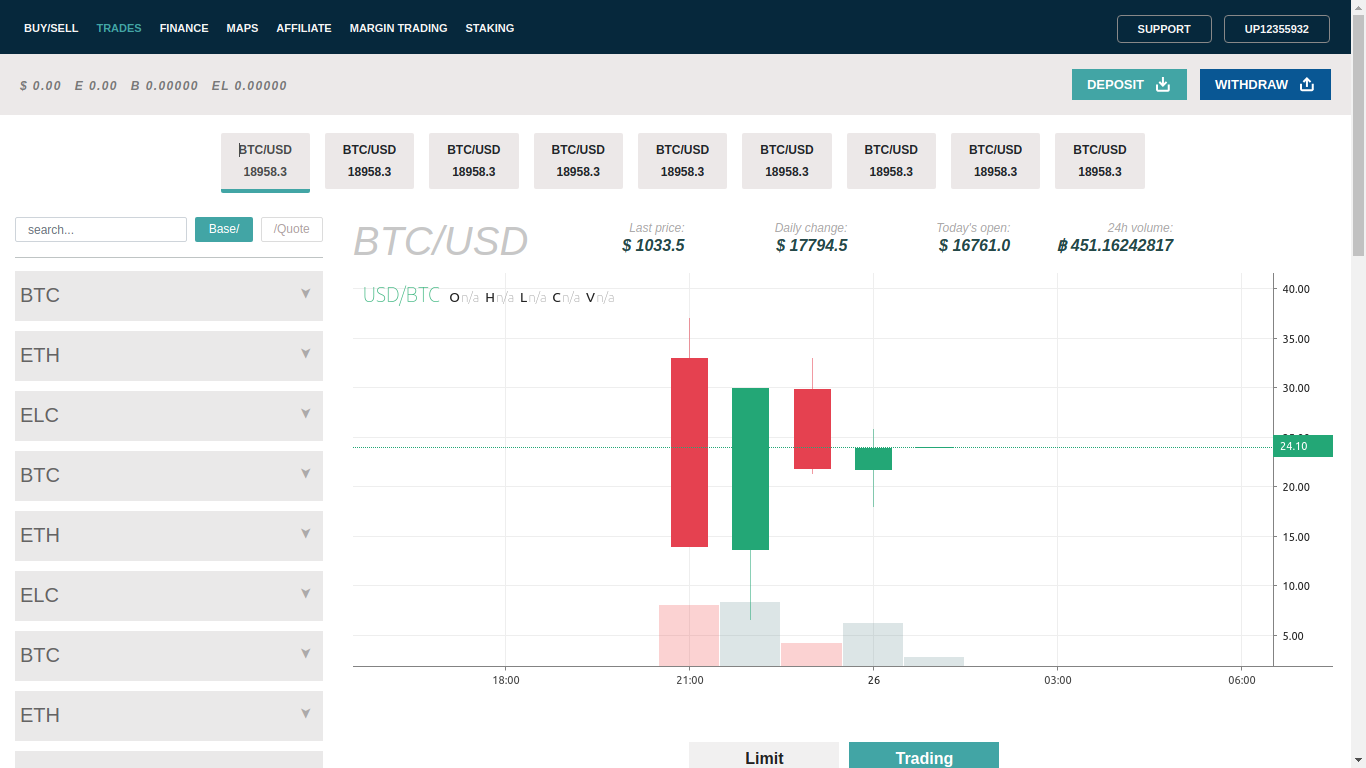 BUY/SELL TRADES FINANCE MAPS AFFILIATE MARGIN TRADING STAKING SUPPORT UP12355932
$ 0.00 E 0.00 B 0.00000 EL 0.00000 DEPOSIT WITHDRAW
BTC/USD BTC/USD BTC/USD BTC/USD BTC/USD BTC/USD BTC/USD BTC/USD BTC/USD
18958.3 18958.3 18958.3 18958.3 18958.3 18958.3 18958.3 18958.3 18958.3
search... Base/ /Quote
BTC
ETH
ELC
BTC
ETH
ELC
BTC
ETH
BTC/USD
Last price: Daily change: Today's open: 24h volume:
$ 1033.5 $ 17794.5 $ 16761.0 ฿ 451.16242817
USD/BTC On/a Hn/a Ln/a Cn/a Vn/a
40.00
35.00
30.00
24.10
20.00
15.00
10.00
5.00
18:00 21:00 26 03:00 06:00
Limit Trading